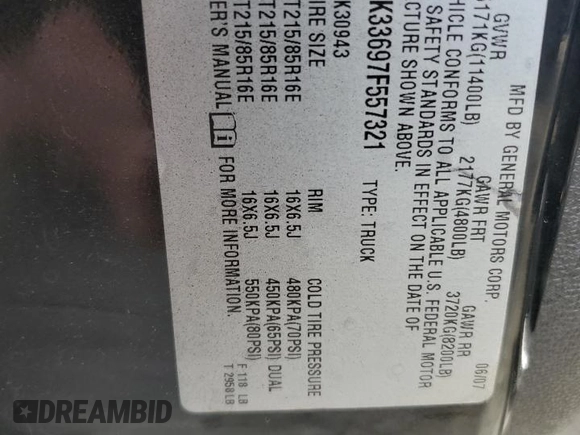 MFD BY GENERAL MOTORS CORP. 06/07
GVWR GAWR FRT GAWR RR
5171KG(11400LB) 2177KG(4800LB) 3720KG(8200LB)
HICLE CONFORMS TO ALL APPLICABLE U.S. FEDERAL MOTOR
SAFETY STANDARDS IN EFFECT ON THE DATE OF
CTURE SHOWN ABOVE.
K33697F557321 TYPE: TRUCK
K30943
IRE SIZE RIM COLD TIRE PRESSURE
T215/85R16E 16X6.5J 480KPA(70PSI)
T215/85R16E 16X6.5J 450KPA(65PSI) DUAL
T215/85R16E 16X6.5J 550KPA(80PSI)
ER'S MANUAL FOR MORE INFORMATION. F 118 LB
T 2958 LB
DREAMBID